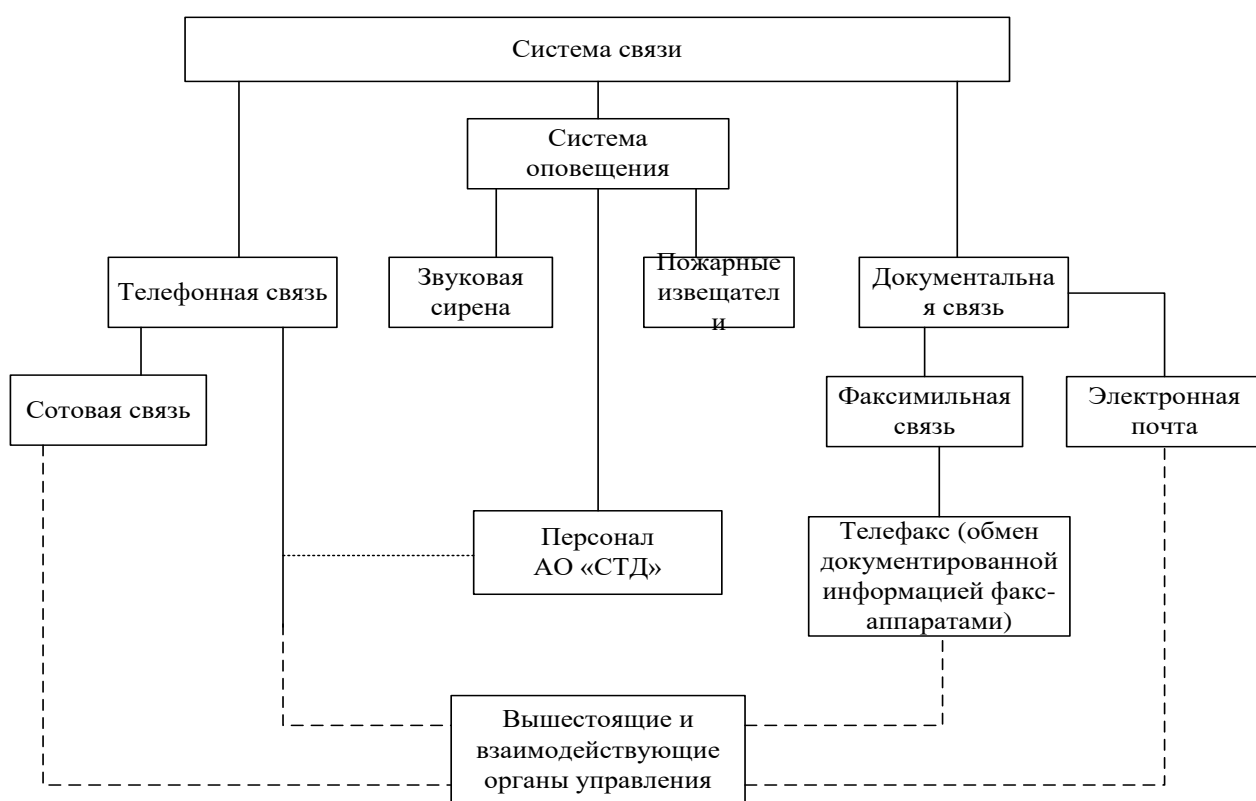 Система связи
Система
оповещения
Телефонная связь
Звуковая
сирена
Пожарные
извещател
и
Документальна
я связь
Сотовая связь
Факсимильная
связь
Электронная
почта
Персонал
АО «СТД»
Телефакс (обмен
документированной
информацией факс-
аппаратами)
Вышестоящие и
взаимодействующие
органы управления